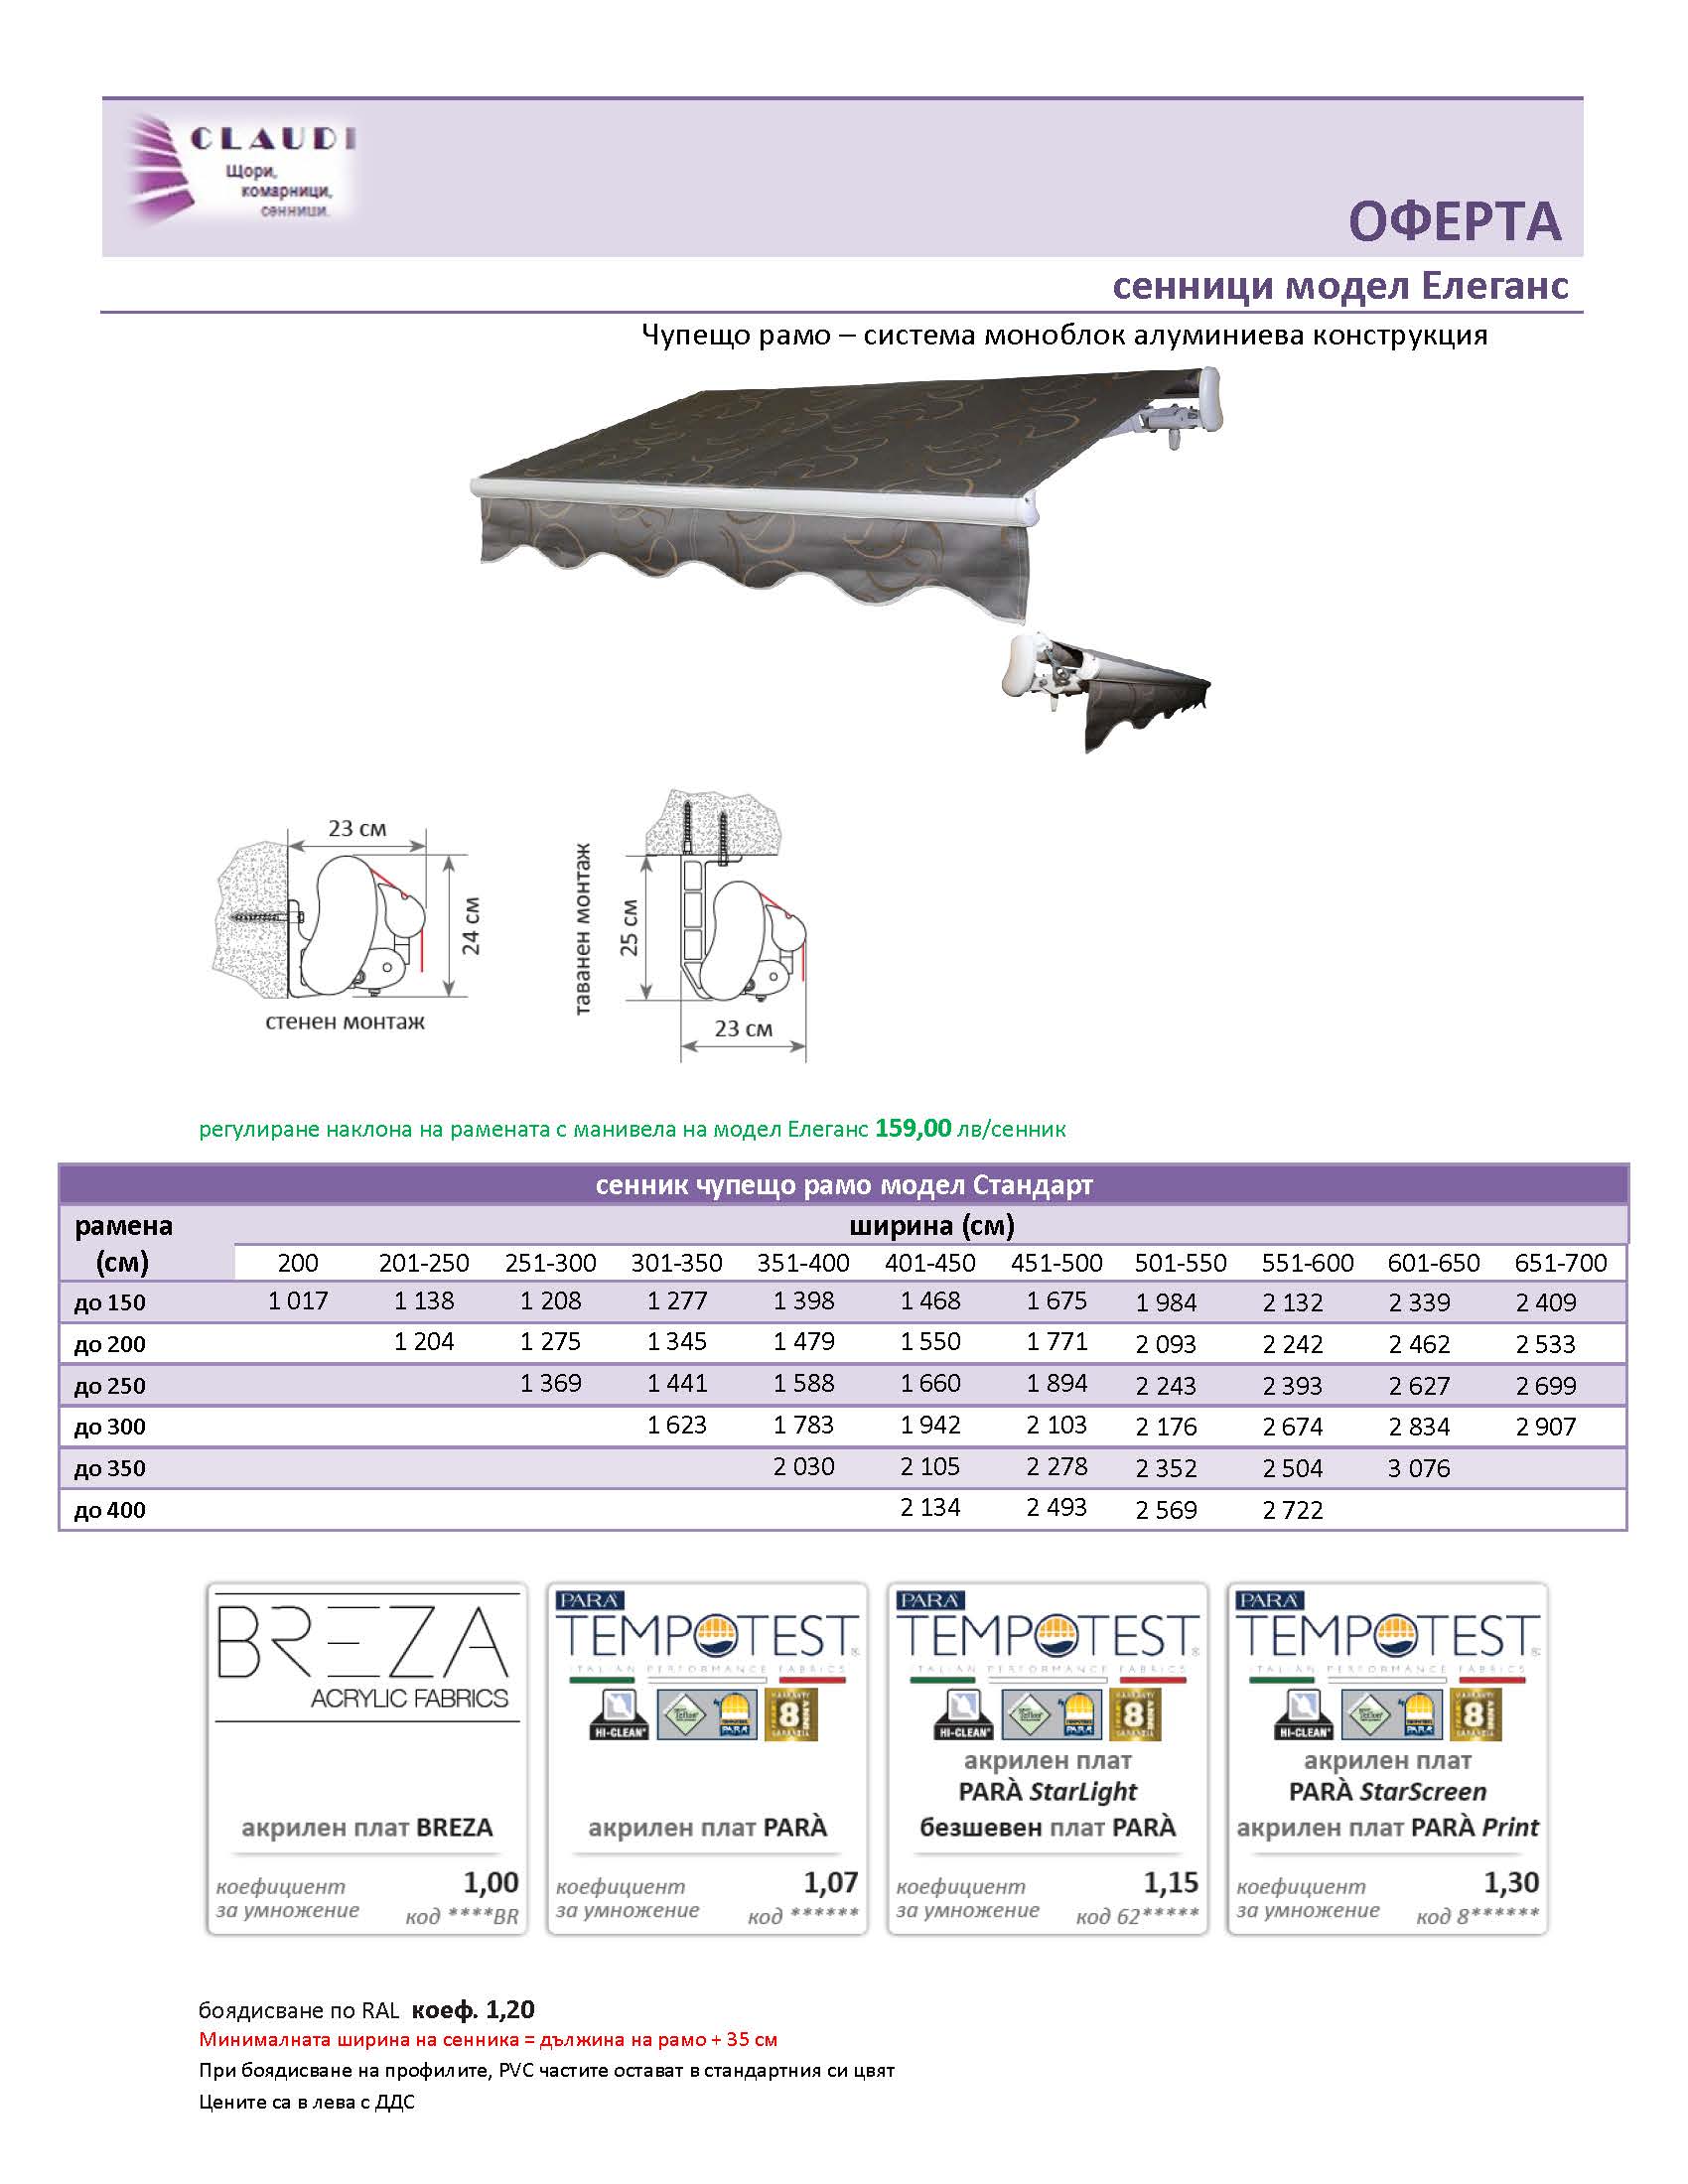 CLAUDI
Щори,
комарници,
сенници.
ОФЕРТА
сенници модел Елеганс
Чупещо рамо – система моноблок алуминиева конструкция
23 см
24 см
стенен монтаж
таванен монтаж
25 см
23 см
регулиране наклона на рамената с манивела на модел Елеганс 159,00 лв/сенник
сенник чупещо рамо модел Стандарт
рамена (см) ширина (см)
200 201-250 251-300 301-350 351-400 401-450 451-500 501-550 551-600 601-650 651-700
до 150 1 017 1 138 1 208 1 277 1 398 1 468 1 675 1 984 2 132 2 339 2 409
до 200 1 204 1 275 1 345 1 479 1 550 1 771 2 093 2 242 2 462 2 533
до 250 1 369 1 441 1 588 1 660 1 894 2 243 2 393 2 627 2 699
до 300 1 623 1 783 1 942 2 103 2 176 2 674 2 834 2 907
до 350 2 030 2 105 2 278 2 352 2 504 3 076
до 400 2 134 2 493 2 569 2 722
BREZA
ACRYLIC FABRICS
акрилен плат BREZA
коефициент
за умножение
1,00
код ****BR
PARÀ
TEMPOTEST®
ITALIAN PERFORMANCE FABRICS
HI-CLEAN®
PARÀ
8
акрилен плат PARÀ
коефициент
за умножение
1,07
код ******
PARÀ
TEMPOTEST®
ITALIAN PERFORMANCE FABRICS
HI-CLEAN®
PARÀ
8
акрилен плат
PARÀ StarLight
безшевен плат PARÀ
коефициент
за умножение
1,15
код 62*****
PARÀ
TEMPOTEST®
ITALIAN PERFORMANCE FABRICS
HI-CLEAN®
PARÀ
8
акрилен плат
PARÀ StarScreen
акрилен плат PARÀ Print
коефициент
за умножение
1,30
код 8******
боядисване по RAL коеф. 1,20
Минималната ширина на сенника = дължина на рамо + 35 см
При боядисване на профилите, PVC частите остават в стандартния си цвят
Цените са в лева с ДДС